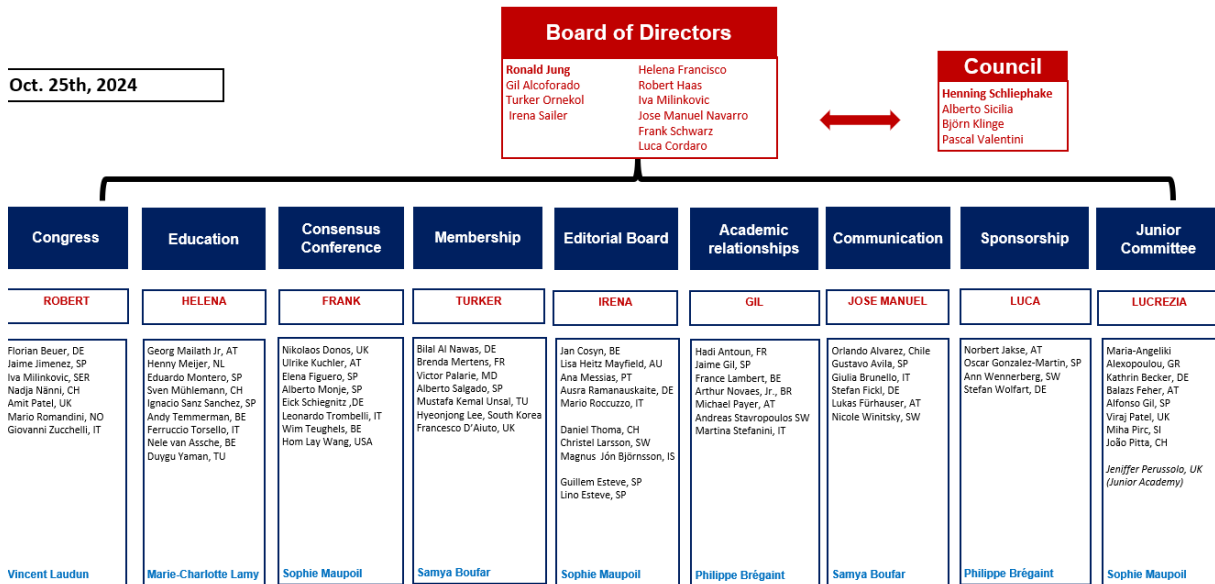 Board of Directors
Ronald Jung
Gil Alcoforado
Turker Ornekol
Irena Sailer
Helena Francisco
Robert Haas
Iva Milinkovic
Jose Manuel Navarro
Frank Schwarz
Luca Cordaro
Council
Henning Schliephake
Alberto Sicilia
Björn Klinge
Pascal Valentini
Oct. 25th, 2024
Congress
ROBERT
Florian Beuer, DE
Jaime Jimenez, SP
Iva Milinkovic, SER
Nadja Nänni, CH
Amit Patel, UK
Mario Romandini, NO
Giovanni Zucchelli, IT
Vincent Laudun
Education
HELENA
Georg Mailath Jr, AT
Henny Meijer, NL
Eduardo Montero, SP
Sven Mühlemann, CH
Ignacio Sanz Sanchez, SP
Andy Temmerman, BE
Ferruccio Torsello, IT
Nele van Assche, BE
Duygu Yaman, TU
Marie-Charlotte Lamy
Consensus
Conference
FRANK
Nikolaos Donos, UK
Ulrike Kuchler, AT
Elena Figuero, SP
Alberto Monje, SP
Eick Schiegnitz ,DE
Leonardo Trombelli, IT
Wim Teughels, BE
Hom Lay Wang, USA
Sophie Maupoil
Membership
TURKER
Bilal Al Nawas, DE
Brenda Mertens, FR
Victor Palarie, MD
Alberto Salgado, SP
Mustafa Kemal Unsal, TU
Hyeonjong Lee, South Korea
Francesco D'Aiuto, UK
Samya Boufar
Editorial Board
IRENA
Jan Cosyn, BE
Lisa Heitz Mayfield, AU
Ana Messias, PT
Ausra Ramanauskaite, DE
Mario Roccuzzo, IT
Daniel Thoma, CH
Christel Larsson, SW
Magnus Jón Björnsson, IS
Guillem Esteve, SP
Lino Esteve, SP
Sophie Maupoil
Academic
relationships
GIL
Hadi Antoun, FR
Jaime Gil, SP
France Lambert, BE
Arthur Novaes, Jr., BR
Michael Payer, AT
Andreas Stavropoulos SW
Martina Stefanini, IT
Philippe Brégaint
Communication
JOSE MANUEL
Orlando Alvarez, Chile
Gustavo Avila, SP
Giulia Brunello, IT
Stefan Fickl, DE
Lukas Fürhauser, AT
Nicole Winitsky, SW
Samya Boufar
Sponsorship
LUCA
Norbert Jakse, AT
Oscar Gonzalez-Martin, SP
Ann Wennerberg, SW
Stefan Wolfart, DE
Philippe Brégaint
Junior
Committee
LUCREZIA
Maria-Angeliki
Alexopoulou, GR
Kathrin Becker, DE
Balazs Feher, AT
Alfonso Gil, SP
Viraj Patel, UK
Miha Pirc, SI
João Pitta, CH
Jeniffer Perussolo, UK
(Junior Academy)
Sophie Maupoil